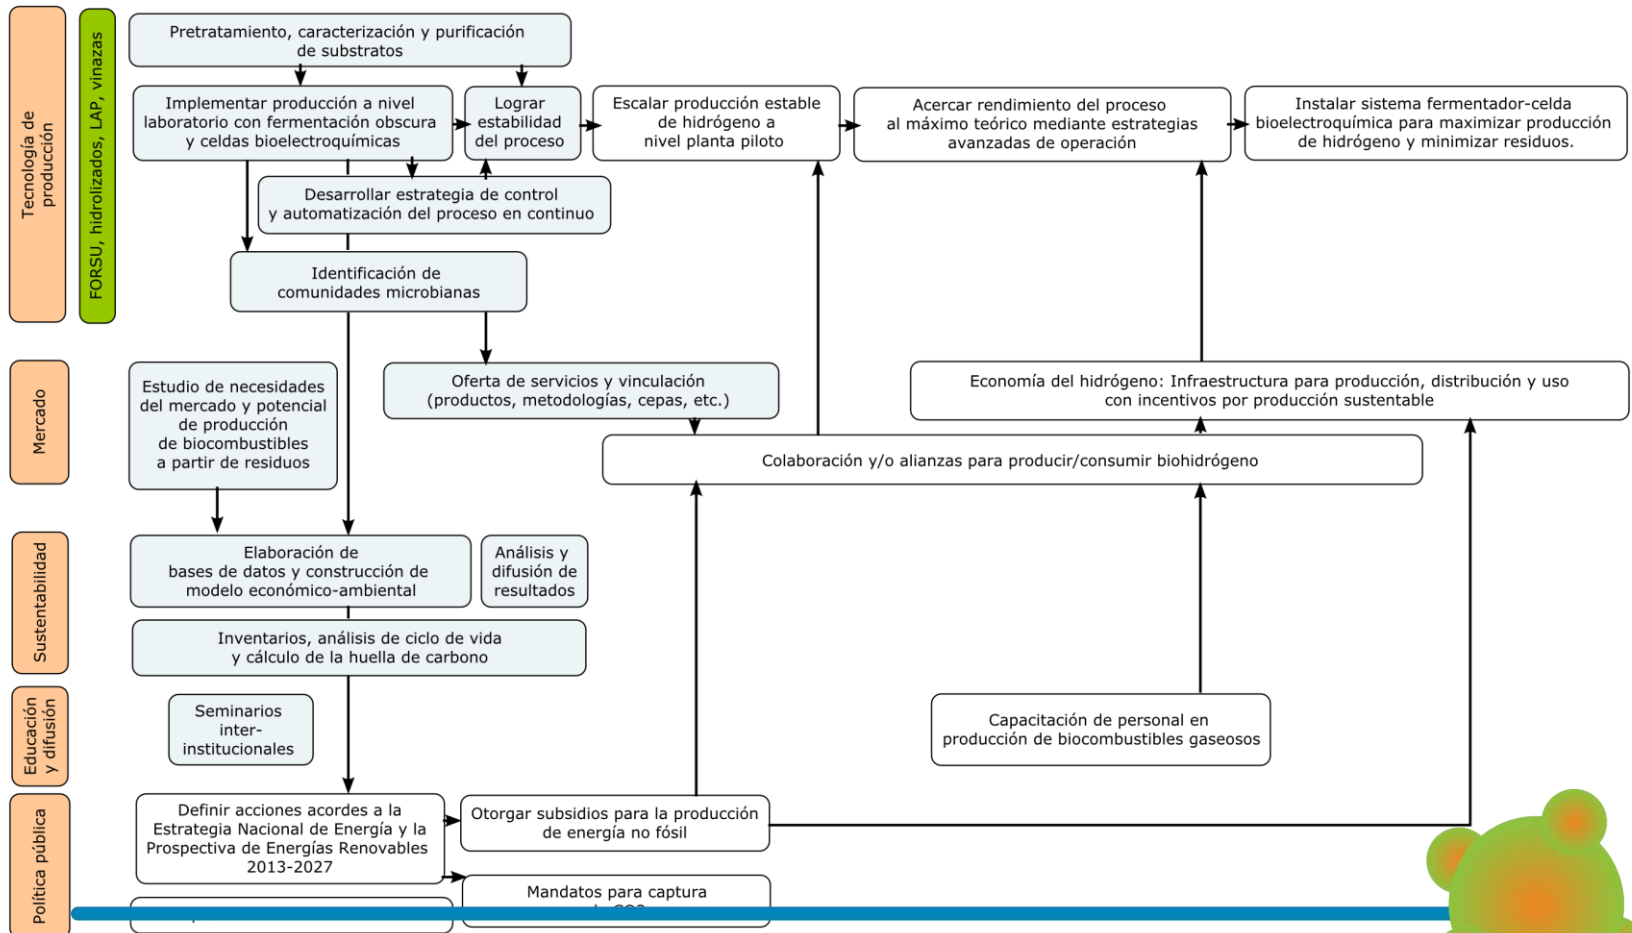 Tecnología de
producción
FORSU, hidrolizados, LAP, vinazas
Pretratamiento, caracterización y purificación
de substratos
Implementar producción a nivel
laboratorio con fermentación obscura
y celdas bioelectroquímicas
Lograr
estabilidad
del proceso
Escalar producción estable
de hidrógeno a
nivel planta piloto
Acercar rendimiento del proceso
al máximo teórico mediante estrategias
avanzadas de operación
Instalar sistema fermentador-celda
bioelectroquímica para maximizar producción
de hidrógeno y minimizar residuos.
Desarrollar estrategia de control
y automatización del proceso en continuo
Identificación de
comunidades microbianas
Mercado
Estudio de necesidades
del mercado y potencial
de producción
de biocombustibles
a partir de residuos
Oferta de servicios y vinculación
(productos, metodologías, cepas, etc.)
Economía del hidrógeno: Infraestructura para producción, distribución y uso
con incentivos por producción sustentable
Colaboración y/o alianzas para producir/consumir biohidrógeno
Sustentabilidad
Elaboración de
bases de datos y construcción de
modelo económico-ambiental
Análisis y
difusión de
resultados
Inventarios, análisis de ciclo de vida
y cálculo de la huella de carbono
Educación
y difusión
Seminarios
inter-
institucionales
Capacitación de personal en
producción de biocombustibles gaseosos
Política pública
Definir acciones acordes a la
Estrategia Nacional de Energía y la
Prospectiva de Energías Renovables
2013-2027
Otorgar subsidios para la producción
de energía no fósil
Mandatos para captura